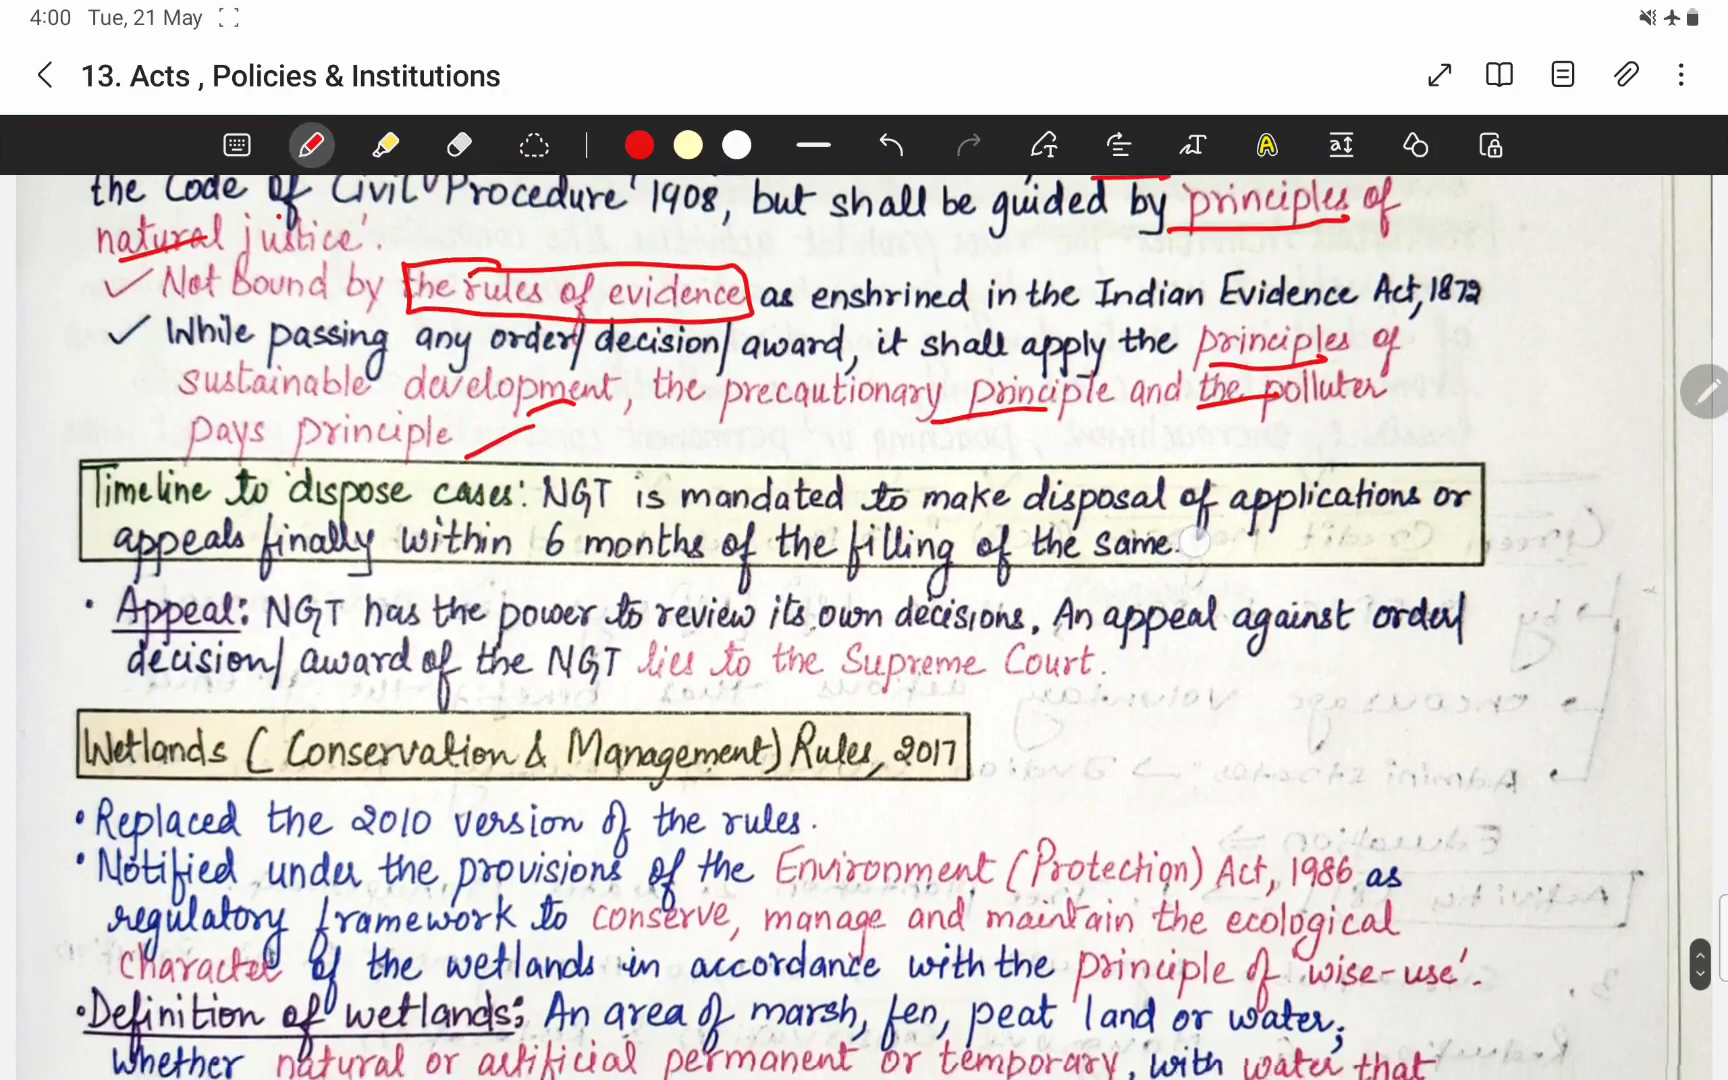 4:00 Tue, 21 May
13. Acts , Policies & Institutions
the Code of Civil Procedure' 1908, but shall be guided by principles of
natural justice'.
✓ Not Bound by the rules of evidence as enshrined in the Indian Evidence Act, 1872
✓ While passing any order/ decision/ award, it shall apply the principles of
sustainable development, the precautionary principle and the polluter
pays principle
Timeline to dispose cases: NGT is mandated to make disposal of applications or
appeals finally within 6 months of the filling of the same.
• Appeal: NGT has the power to review its own decisions. An appeal against order/
decision/ award of the NGT lies to the Supreme Court.
Wetlands (Conservation & Management) Rules, 2017
• Replaced the 2010 version of the rules.
• Notified under the provisions of the Environment (Protection) Act, 1986 as
regulatory framework to conserve, manage and maintain the ecological
character of the wetlands in accordance with the principle of 'wise-use'.
• Definition of wetlands: An area of marsh, fen, peat land or water;
whether natural or artificial permanent or temporary, with water that